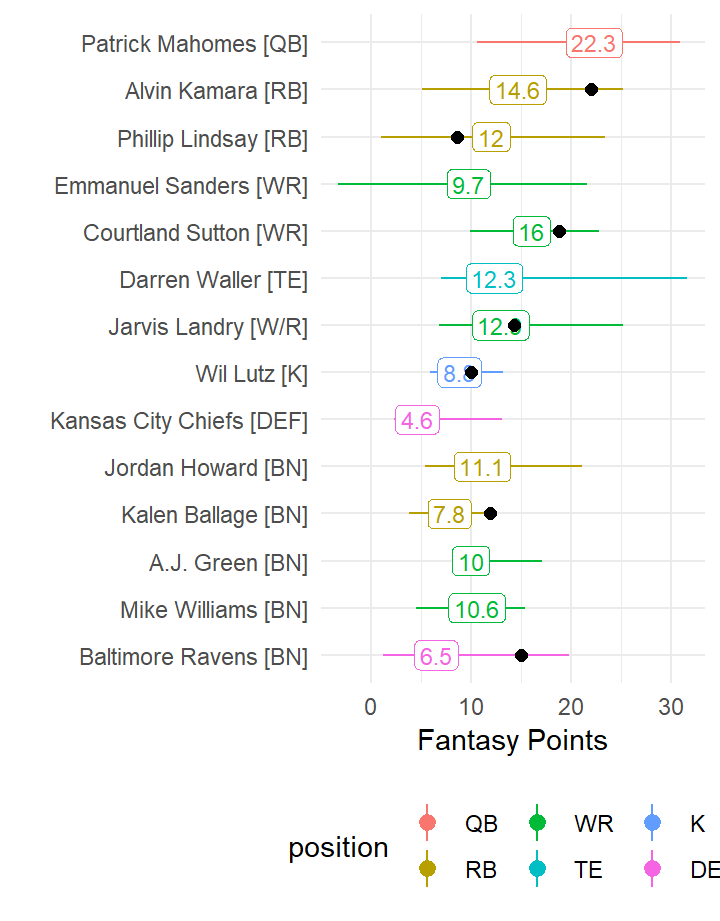 Patrick Mahomes [QB] 22.3
Alvin Kamara [RB] 14.6
Phillip Lindsay [RB] 12
Emmanuel Sanders [WR] 9.7
Courtland Sutton [WR] 16
Darren Waller [TE] 12.3
Jarvis Landry [W/R]
Wil Lutz [K]
Kansas City Chiefs [DEF] 4.6
Jordan Howard [BN] 11.1
Kalen Ballage [BN] 7.8
A.J. Green [BN] 10
Mike Williams [BN] 10.6
Baltimore Ravens [BN] 6.5
0 10 20 30
Fantasy Points
position
QB WR K
RB TE DE